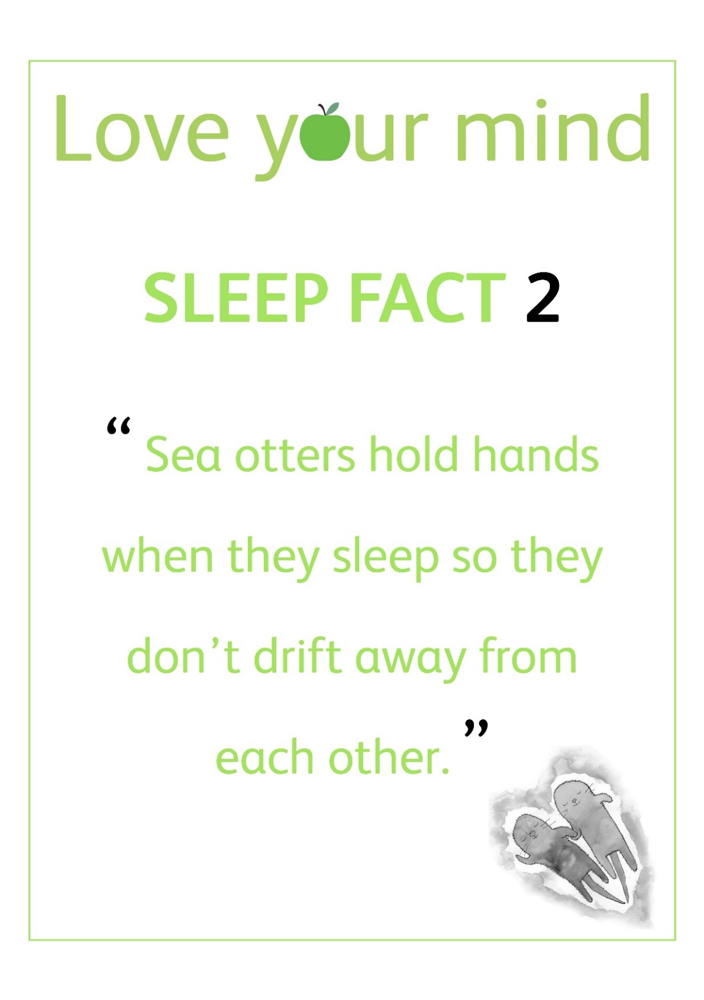 Love your mind
SLEEP FACT 2
“ Sea otters hold hands
when they sleep so they
don’t drift away from
each other. ”